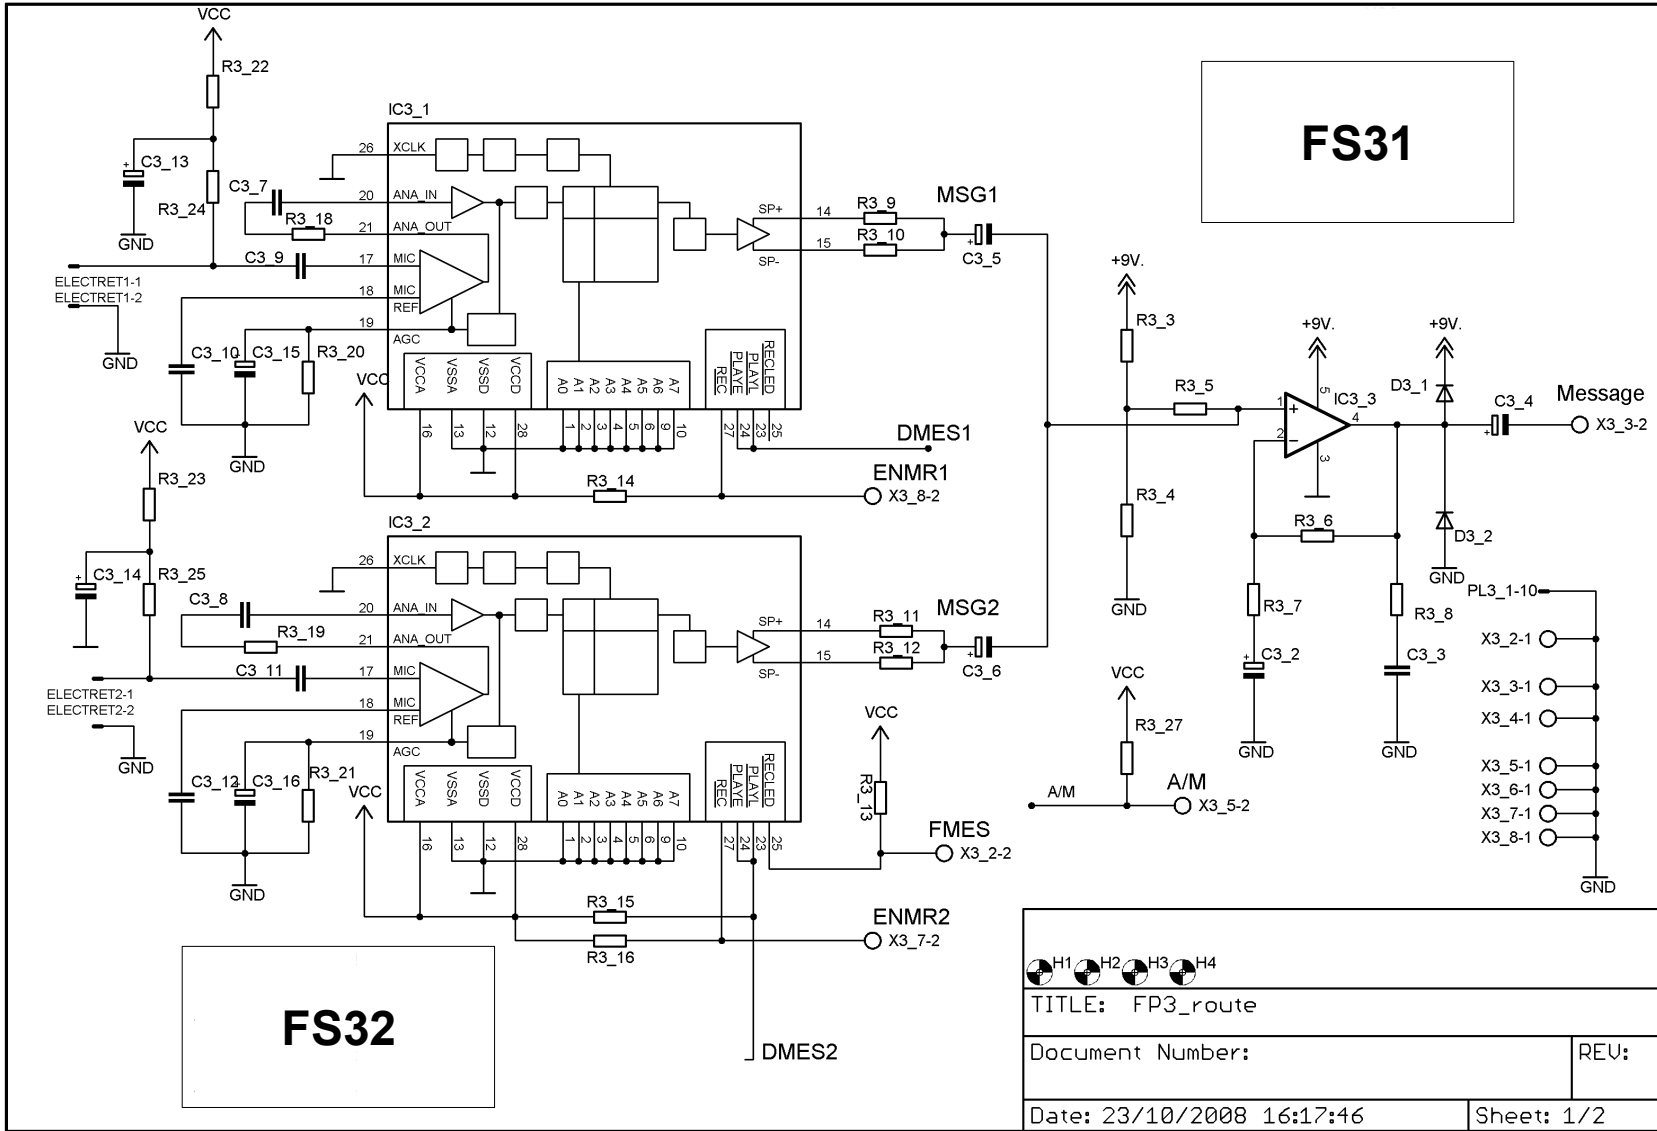 VCC
R3_22
IC3_1
FS31
C3_13
R3_24
C3_7
R3_18
C3_9
GND
26
XCLK
20
ANA_IN
21
ANA_OUT
17
MIC
18
MIC
REF
19
AGC
SP+
14
SP-
15
R3_9
R3_10
MSG1
C3_5
ELECTRET1-1
ELECTRET1-2
GND
C3_10
C3_15
R3_20
VCC
GND
VCCA
VSSA
VSSD
VCCD
A0
A1
A2
A3
A4
A5
A6
A7
REC
PLAYE
PLAYL
RECLED
16
13
12
28
1
2
3
4
5
6
9
10
27
24
23
25
DMES1
ENMR1
R3_14
X3_8-2
+9V.
R3_3
R3_5
R3_4
GND
+9V.
+9V.
1
2
5
4
3
IC3_3
D3_1
D3_2
C3_4
Message
X3_3-2
R3_6
R3_7
R3_8
C3_2
C3_3
GND
GND
GND
VCC
R3_23
C3_14
R3_25
C3_8
R3_19
C3_11
IC3_2
26
XCLK
20
ANA_IN
21
ANA_OUT
17
MIC
18
MIC
REF
19
AGC
SP+
14
SP-
15
R3_11
R3_12
MSG2
C3_6
ELECTRET2-1
ELECTRET2-2
GND
C3_12
C3_16
R3_21
VCC
GND
VCCA
VSSA
VSSD
VCCD
A0
A1
A2
A3
A4
A5
A6
A7
REC
PLAYE
PLAYL
RECLED
16
13
12
28
1
2
3
4
5
6
9
10
27
24
23
25
VCC
R3_13
FMES
X3_2-2
R3_15
R3_16
ENMR2
X3_7-2
DMES2
VCC
R3_27
A/M
A/M
X3_5-2
PL3_1-10
X3_2-1
X3_3-1
X3_4-1
X3_5-1
X3_6-1
X3_7-1
X3_8-1
GND
FS32
H1 H2 H3 H4
TITLE: FP3_route
Document Number:
REV:
Date: 23/10/2008 16:17:46
Sheet: 1/2